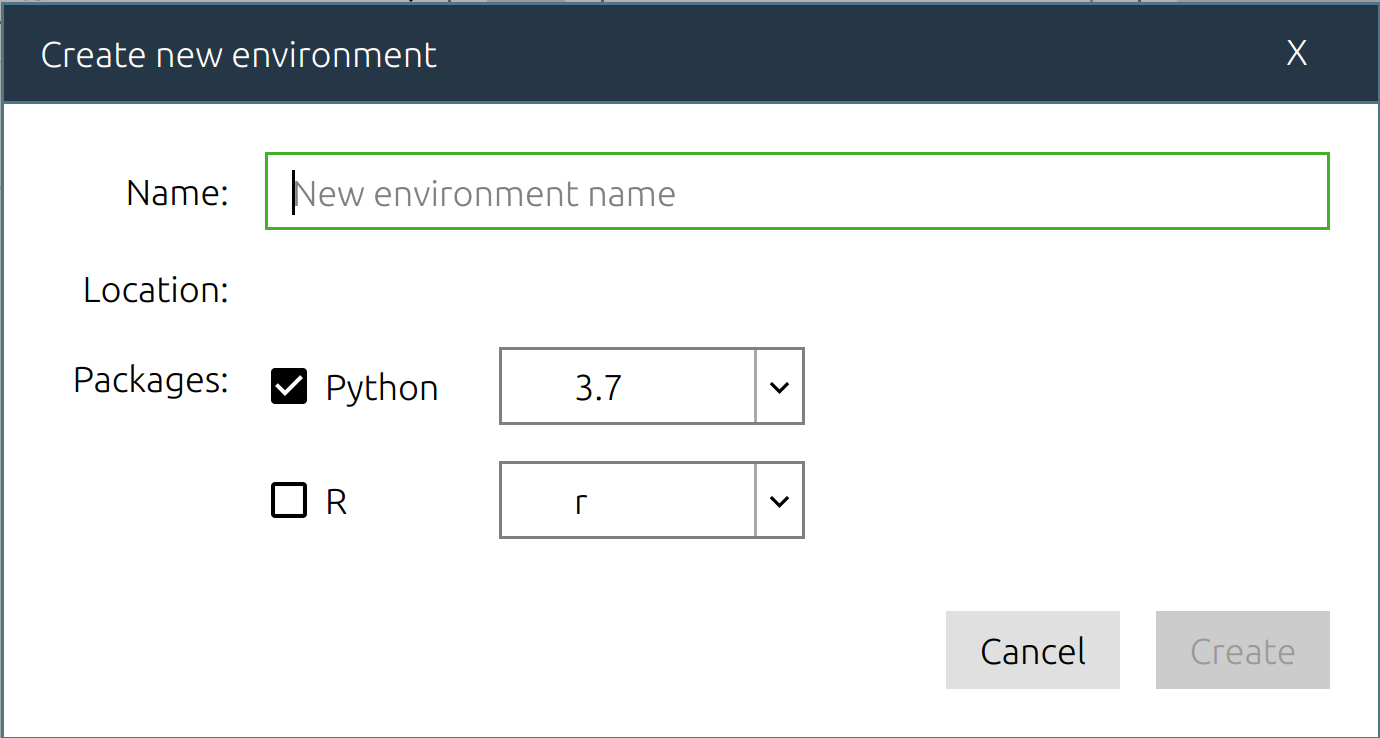 Create new environment X
Name: New environment name
Location:
Packages: Python 3.7
R r
Cancel Create